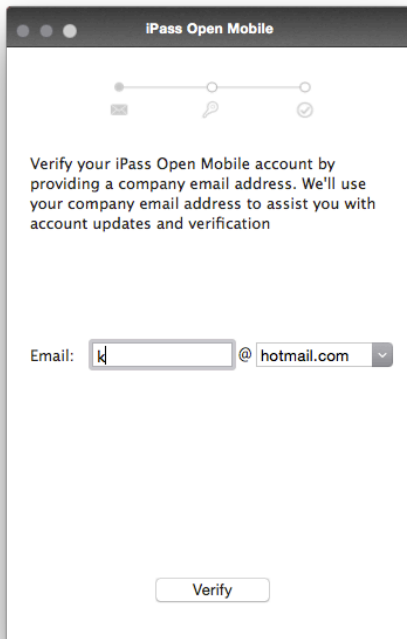 iPass Open Mobile
Verify your iPass Open Mobile account by
providing a company email address. We'll use
your company email address to assist you with
account updates and verification
Email: k @ hotmail.com
Verify